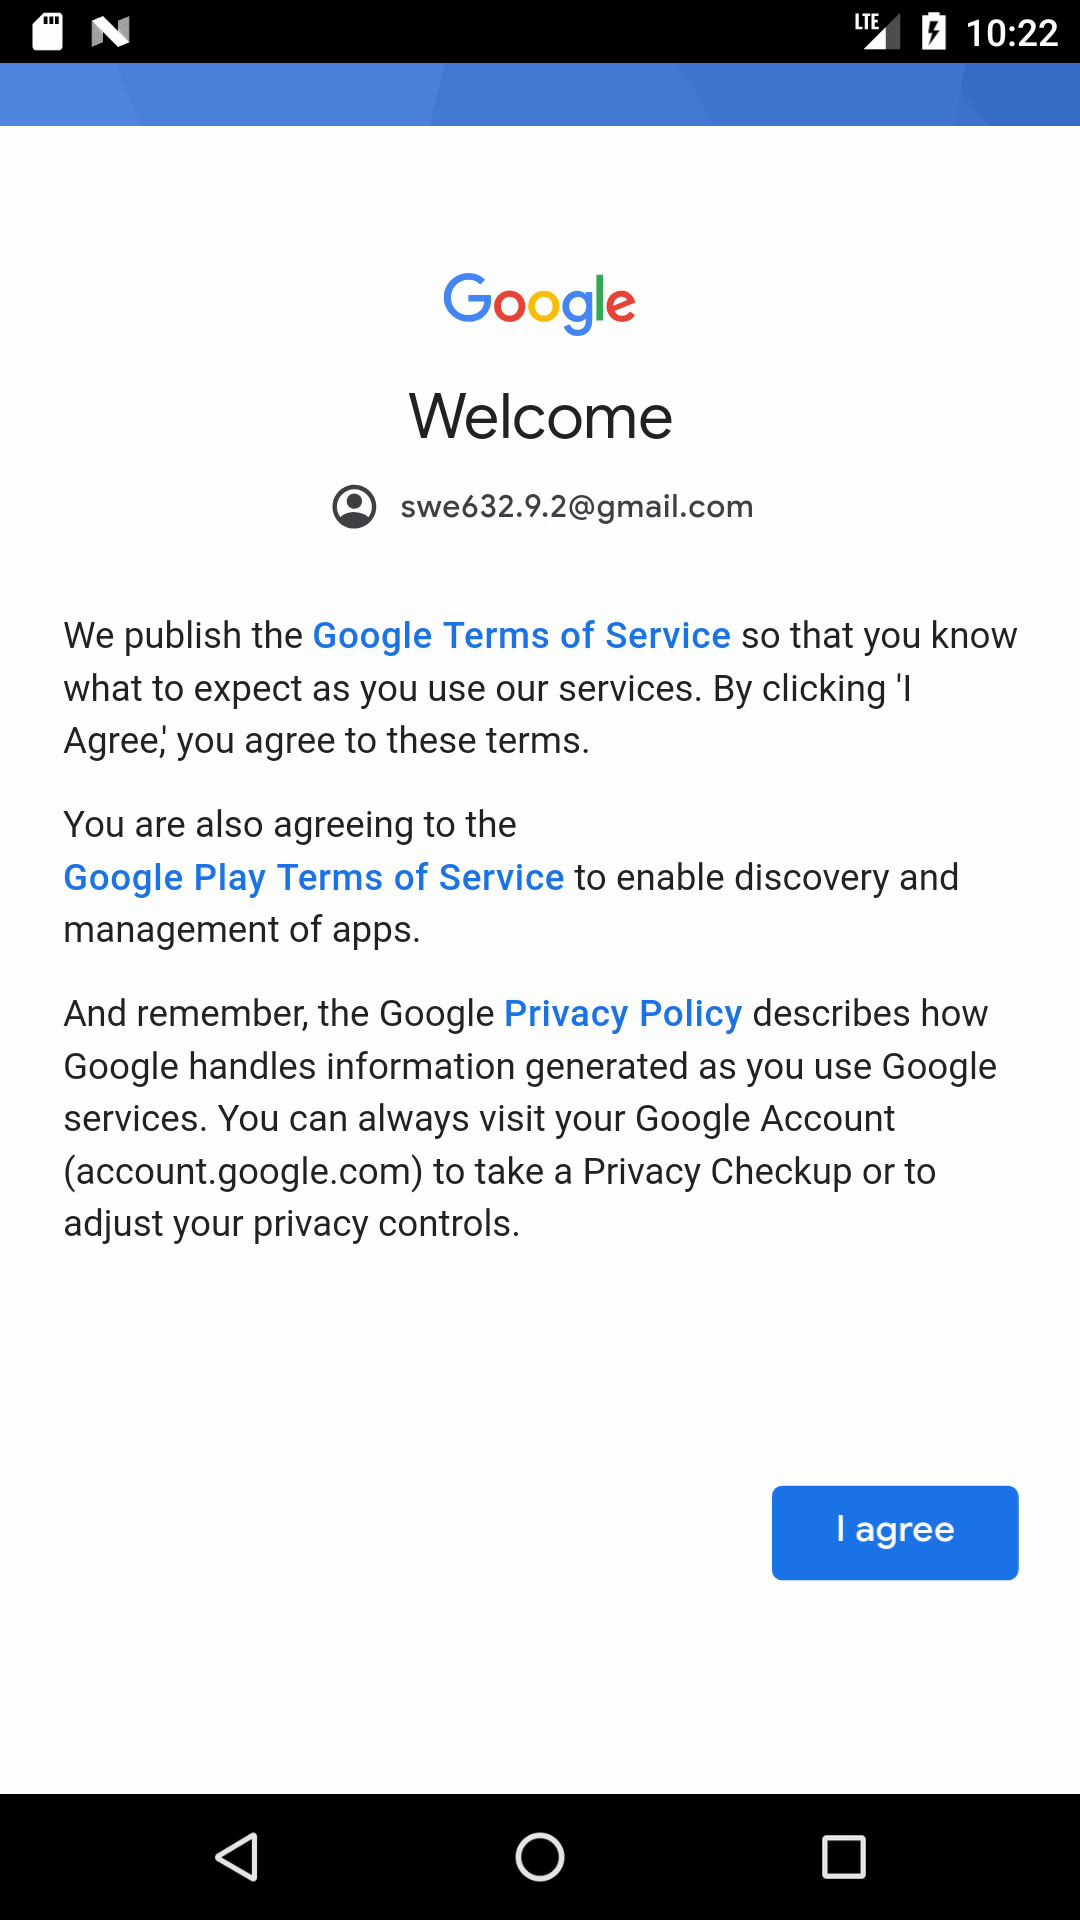 LTE 10:22
Google
Welcome
swe632.9.2@gmail.com
We publish the Google Terms of Service so that you know
what to expect as you use our services. By clicking 'I
Agree,' you agree to these terms.
You are also agreeing to the
Google Play Terms of Service to enable discovery and
management of apps.
And remember, the Google Privacy Policy describes how
Google handles information generated as you use Google
services. You can always visit your Google Account
(account.google.com) to take a Privacy Checkup or to
adjust your privacy controls.
I agree